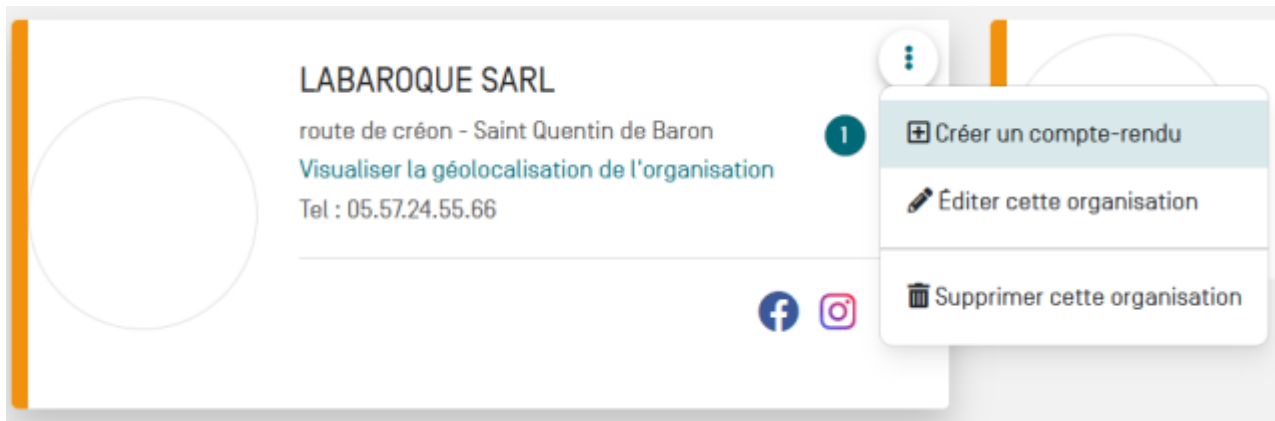 LABAROQUE SARL
route de créon - Saint Quentin de Baron
Visualiser la géolocalisation de l'organisation
Tel : 05.57.24.55.66
1
Créer un compte-rendu
Éditer cette organisation
Supprimer cette organisation